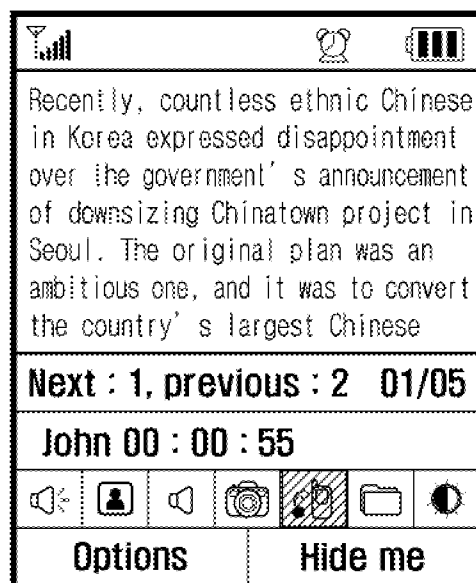 Recently, countless ethnic Chinese
in Korea expressed disappointment
over the government's announcement
of downsizing Chinatown project in
Seoul. The original plan was an
ambitious one, and it was to convert
the country's largest Chinese
Next : 1, previous : 2 01/05
John 00 : 00 : 55
Options Hide me